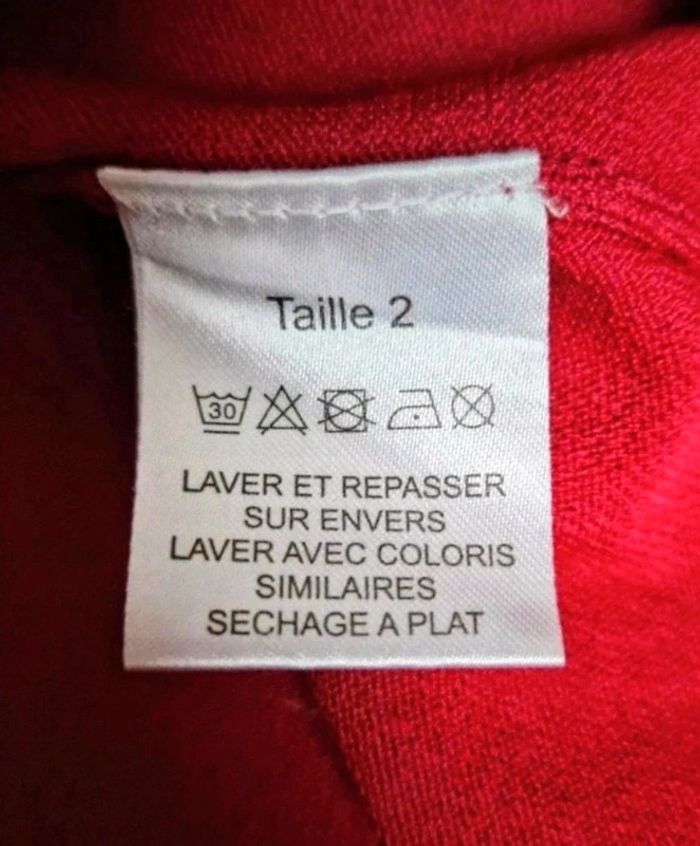 Taille 2
30
LAVER ET REPASSER
SUR ENVERS
LAVER AVEC COLORIS
SIMILAIRES
SECHAGE A PLAT